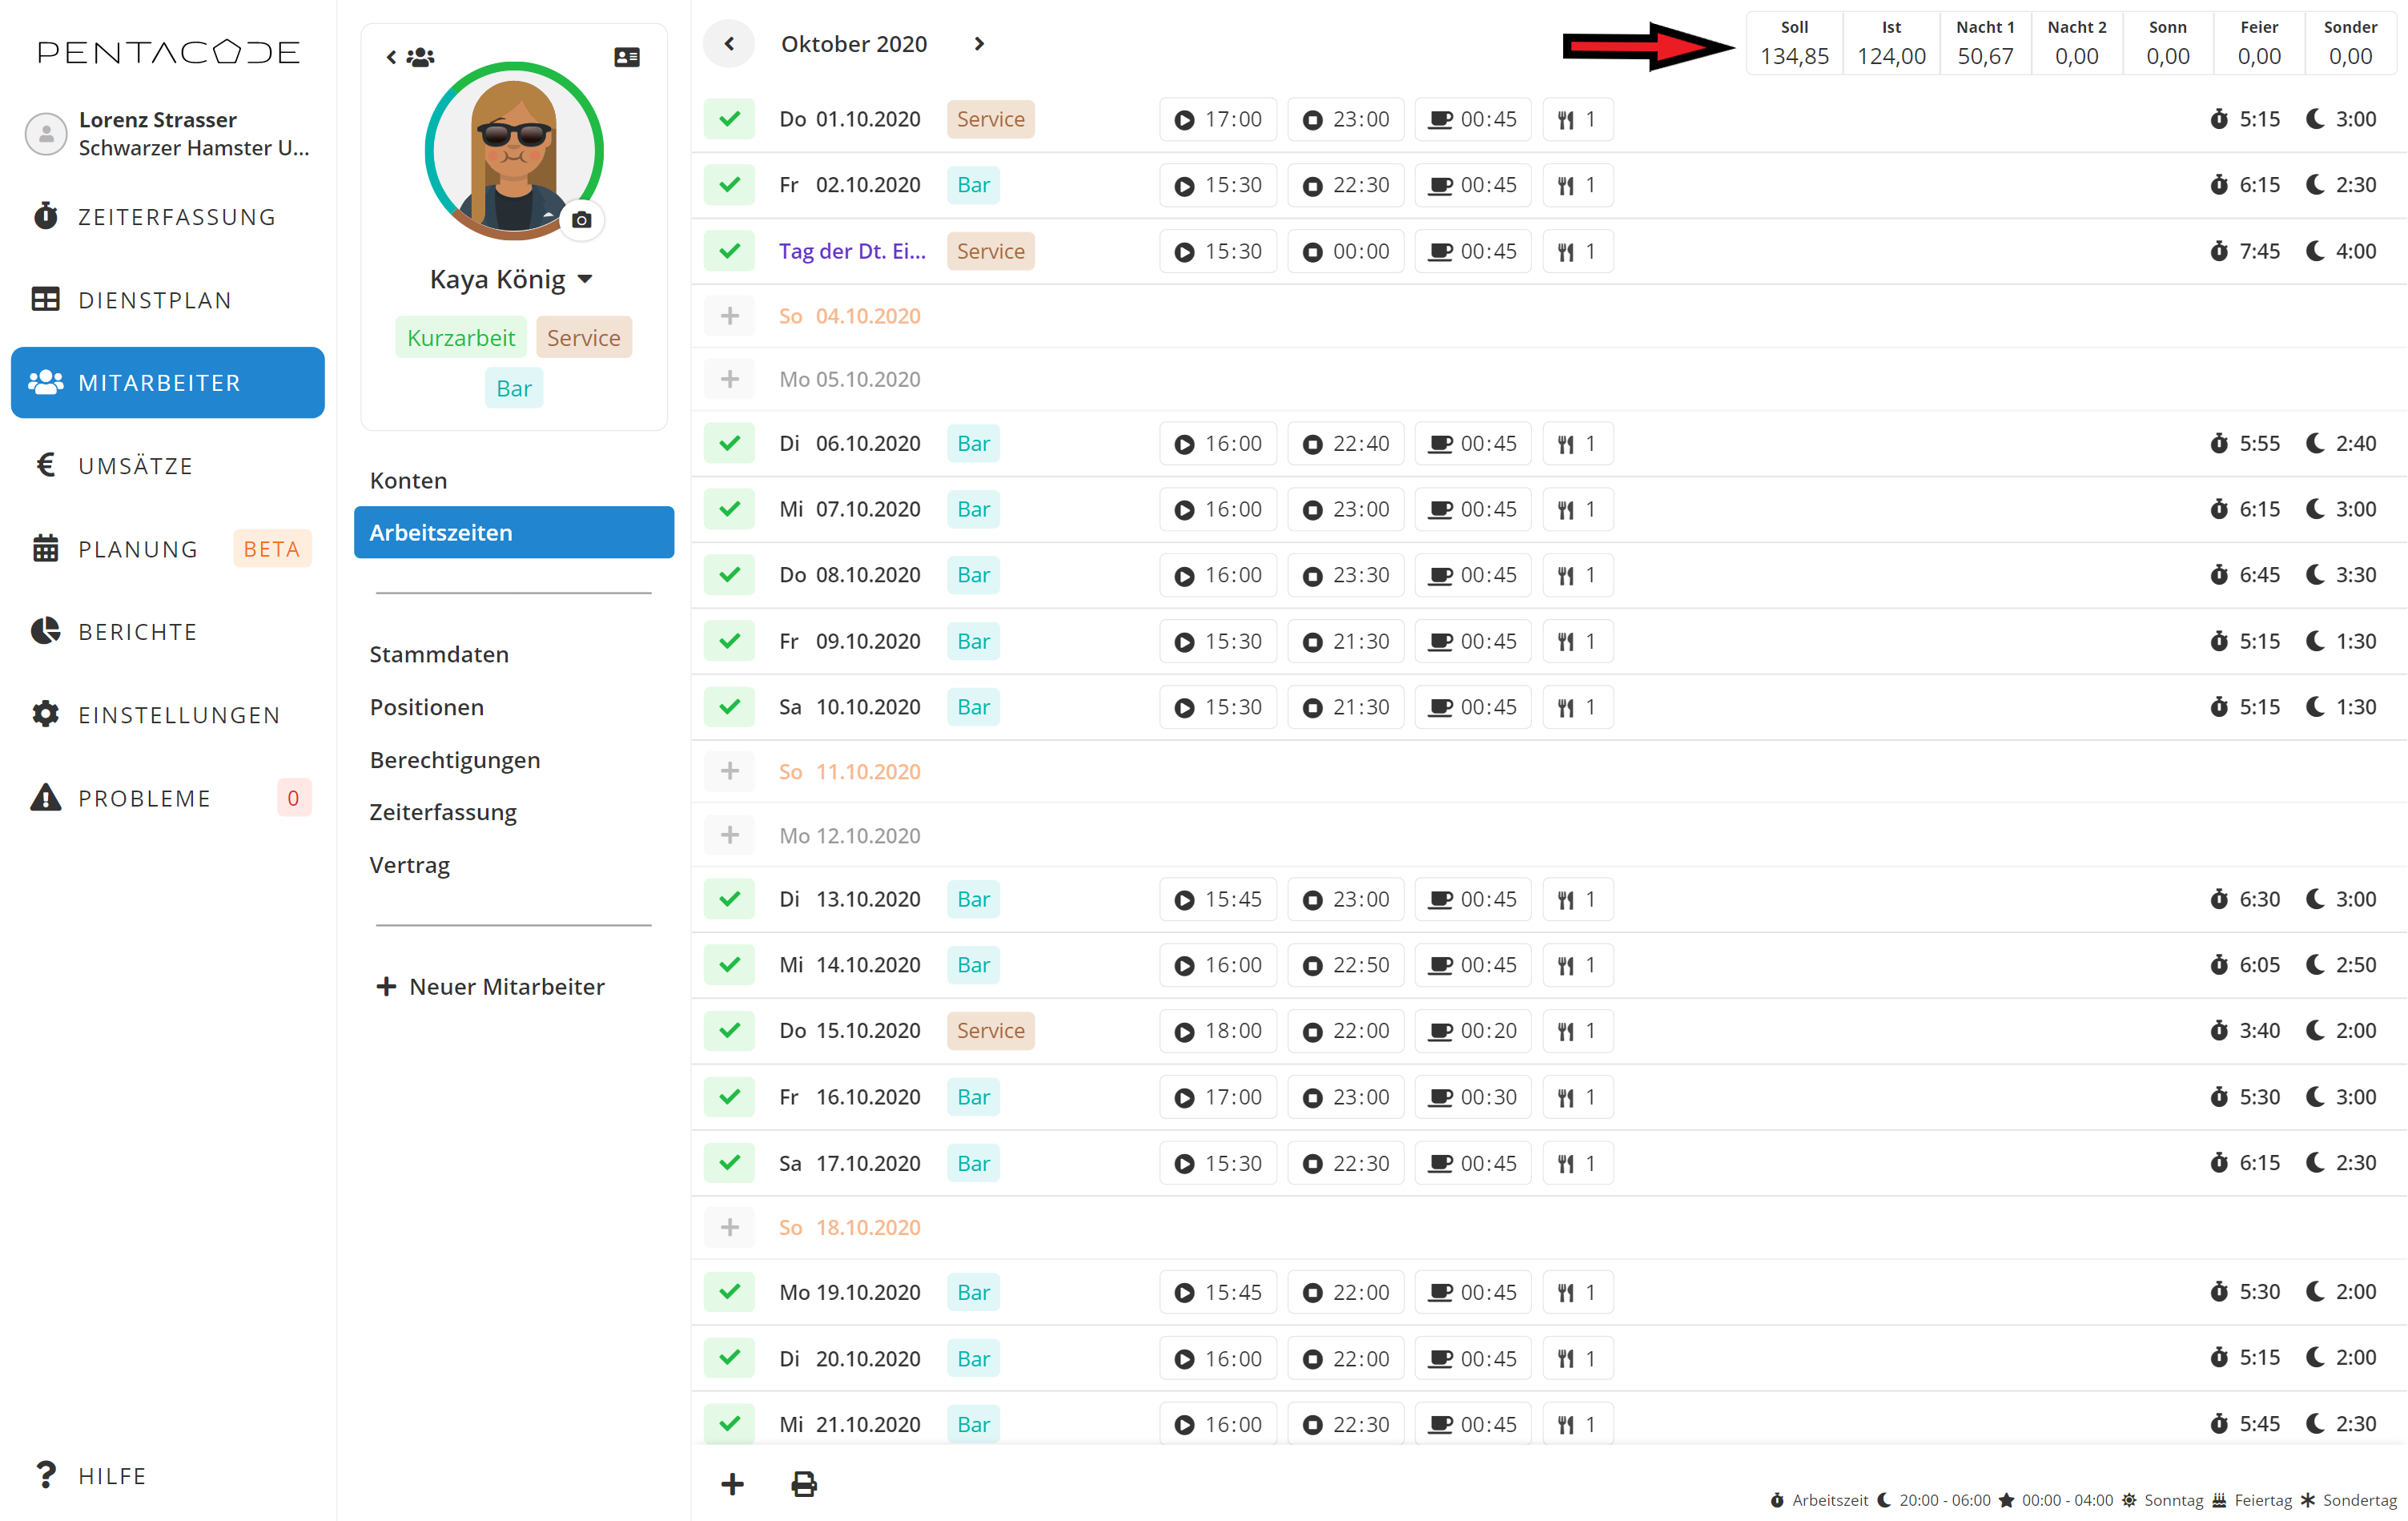 PENTACODE
Lorenz Strasser
Schwarzer Hamster U...
ZEITERFASSUNG
DIENSTPLAN
MITARBEITER
UMSÄTZE
PLANUNG BETA
BERICHTE
EINSTELLUNGEN
PROBLEME 0
HILFE
Kaya König
Kurzarbeit Service
Bar
Konten
Arbeitszeiten
Stammdaten
Positionen
Berechtigungen
Zeiterfassung
Vertrag
Neuer Mitarbeiter
Oktober 2020
Soll Ist Nacht 1 Nacht 2 Sonn Feier Sonder
134,85 124,00 50,67 0,00 0,00 0,00 0,00
Do 01.10.2020 Service 17:00 23:00 00:45 1 5:15 3:00
Fr 02.10.2020 Bar 15:30 22:30 00:45 1 6:15 2:30
Tag der Dt. Ei... Service 15:30 00:00 00:45 1 7:45 4:00
So 04.10.2020
Mo 05.10.2020
Di 06.10.2020 Bar 16:00 22:40 00:45 1 5:55 2:40
Mi 07.10.2020 Bar 16:00 23:00 00:45 1 6:15 3:00
Do 08.10.2020 Bar 16:00 23:30 00:45 1 6:45 3:30
Fr 09.10.2020 Bar 15:30 21:30 00:45 1 5:15 1:30
Sa 10.10.2020 Bar 15:30 21:30 00:45 1 5:15 1:30
So 11.10.2020
Mo 12.10.2020
Di 13.10.2020 Bar 15:45 23:00 00:45 1 6:30 3:00
Mi 14.10.2020 Bar 16:00 22:50 00:45 1 6:05 2:50
Do 15.10.2020 Service 18:00 22:00 00:20 1 3:40 2:00
Fr 16.10.2020 Bar 17:00 23:00 00:30 1 5:30 3:00
Sa 17.10.2020 Bar 15:30 22:30 00:45 1 6:15 2:30
So 18.10.2020
Mo 19.10.2020 Bar 15:45 22:00 00:45 1 5:30 2:00
Di 20.10.2020 Bar 16:00 22:00 00:45 1 5:15 2:00
Mi 21.10.2020 Bar 16:00 22:30 00:45 1 5:45 2:30
Arbeitszeit 20:00 - 06:00 00:00 - 04:00 Sonntag Feiertag Sondertag